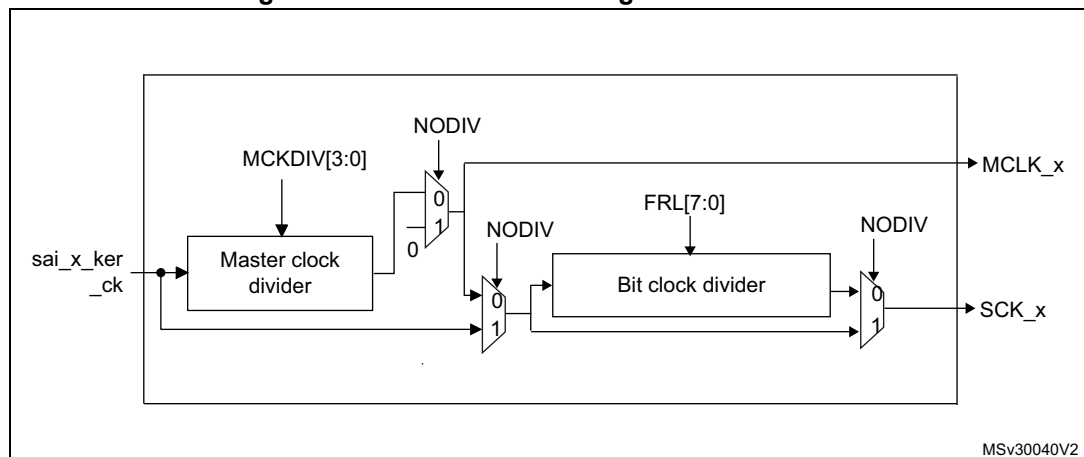 NODIV
MCKDIV[3:0]
0
1
0
MCLK_x
FRL[7:0]
NODIV
NODIV
sai_x_ker
_ck
Master clock
divider
0
1
Bit clock divider
0
1
SCK_x
MSv30040V2